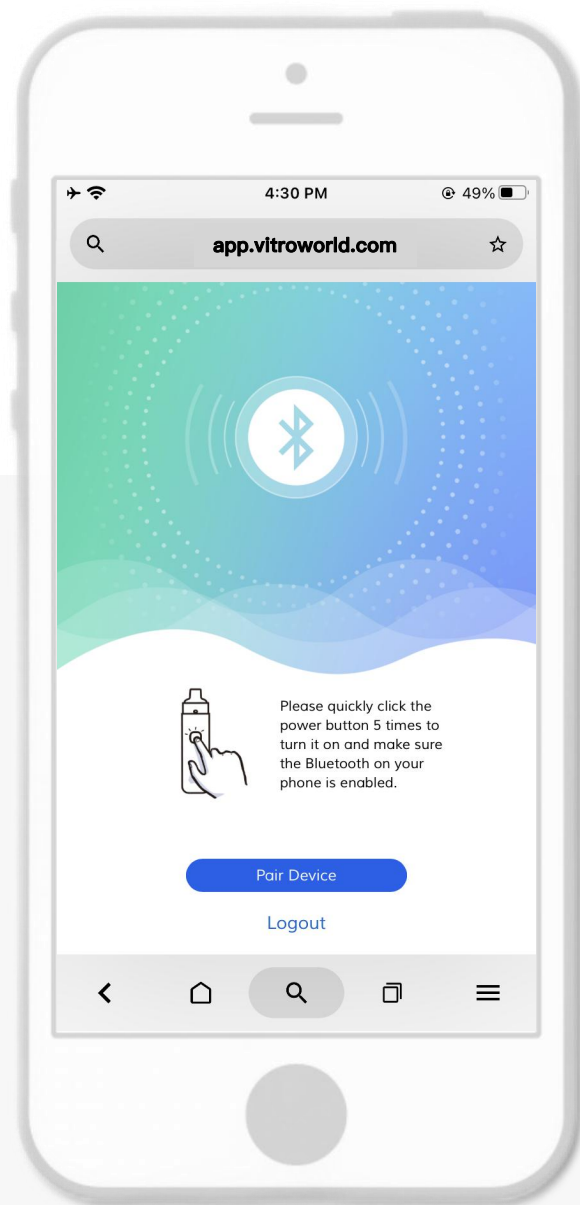 4:30 PM
49%
app.vitroworld.com
Please quickly click the
power button 5 times to
turn it on and make sure
the Bluetooth on your
phone is enabled.
Pair Device
Logout